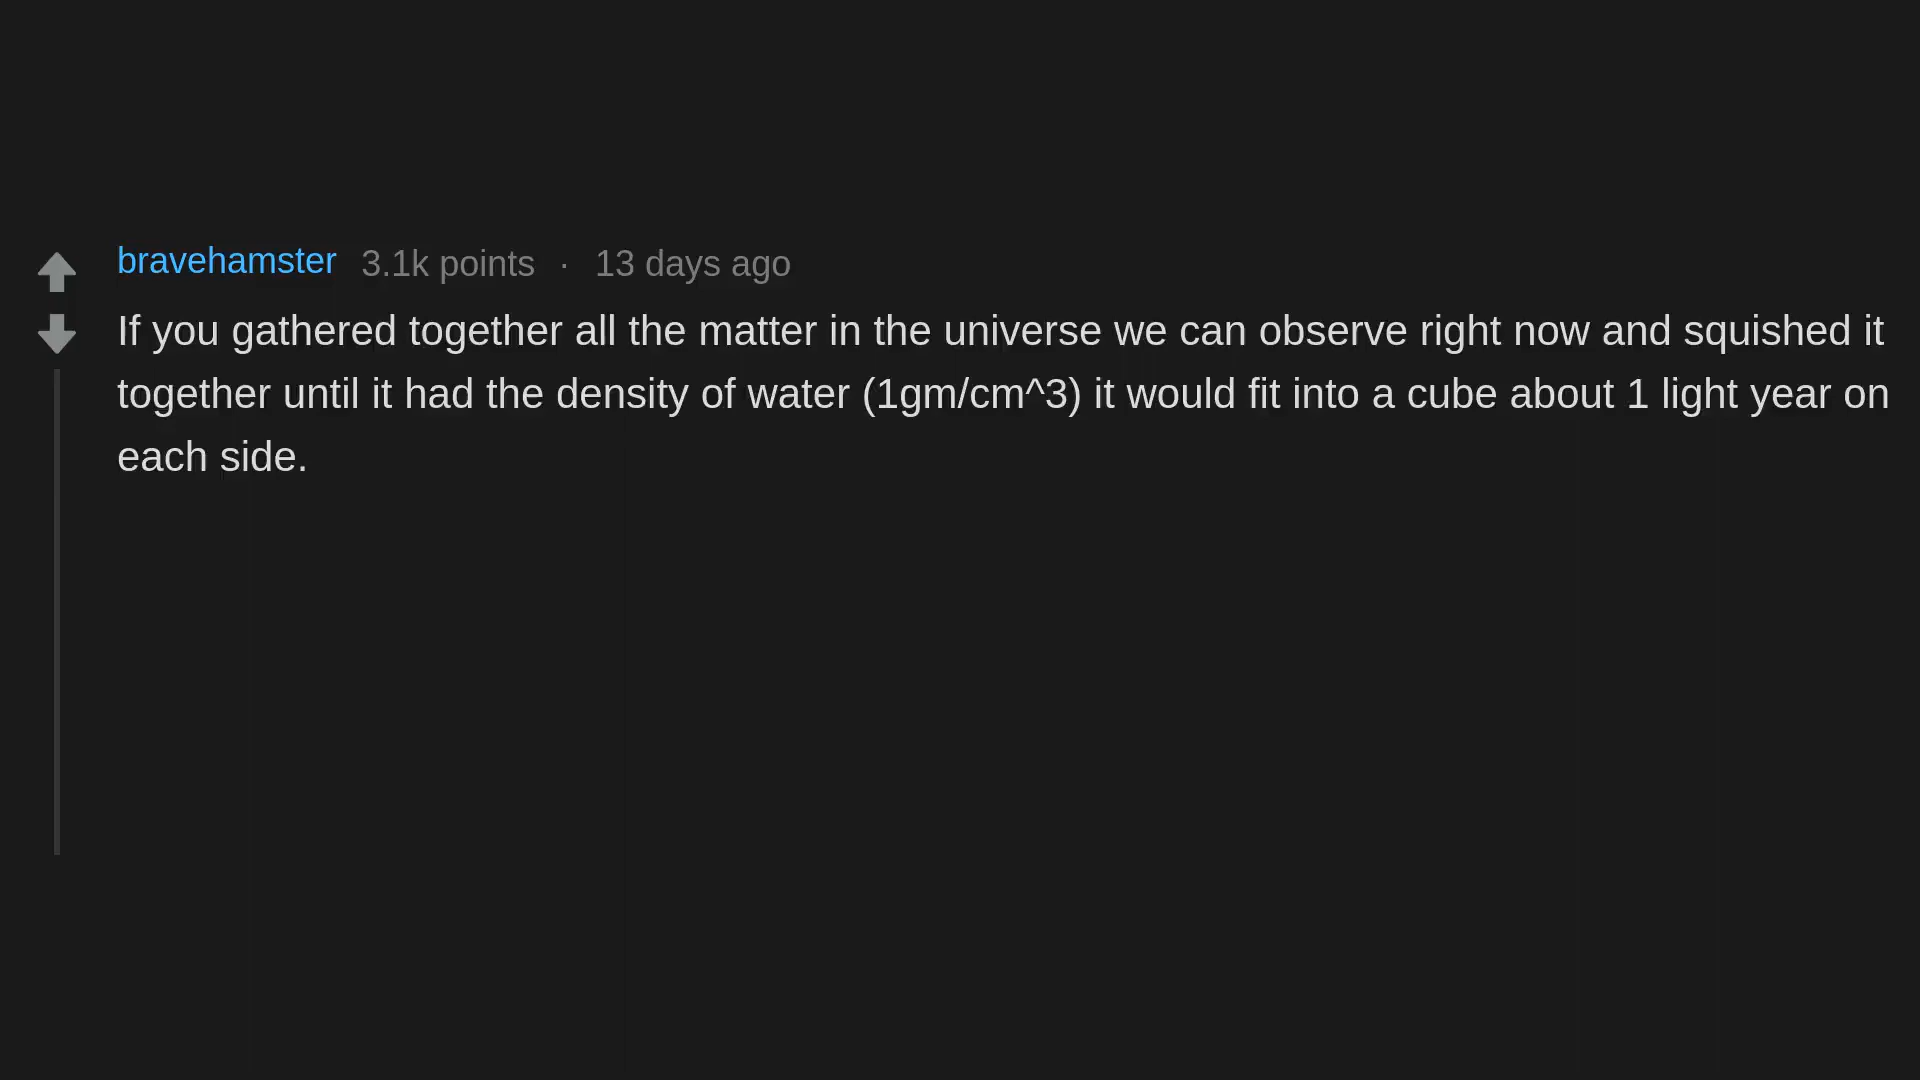 bravehamster 3.1k points · 13 days ago
If you gathered together all the matter in the universe we can observe right now and squished it
together until it had the density of water (1gm/cm^3) it would fit into a cube about 1 light year on
each side.